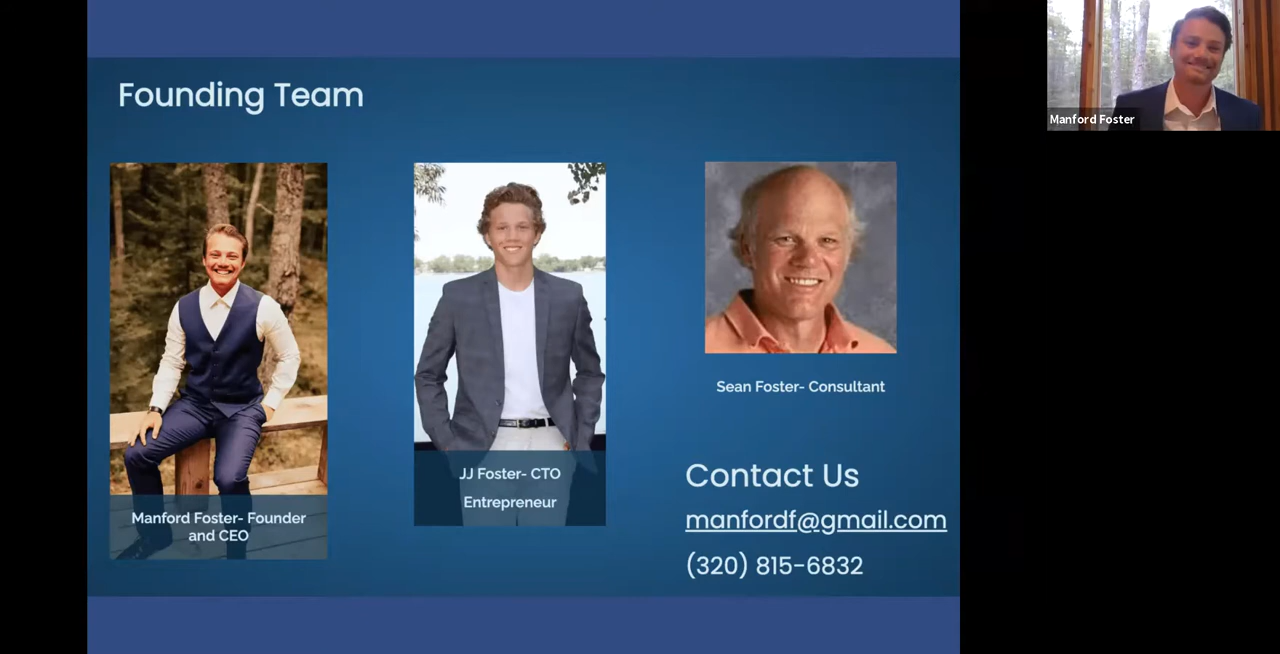 Founding Team
Manford Foster
Manford Foster- Founder
and CEO
JJ Foster- CTO
Entrepreneur
Sean Foster- Consultant
Contact Us
manfordf@gmail.com
(320) 815-6832